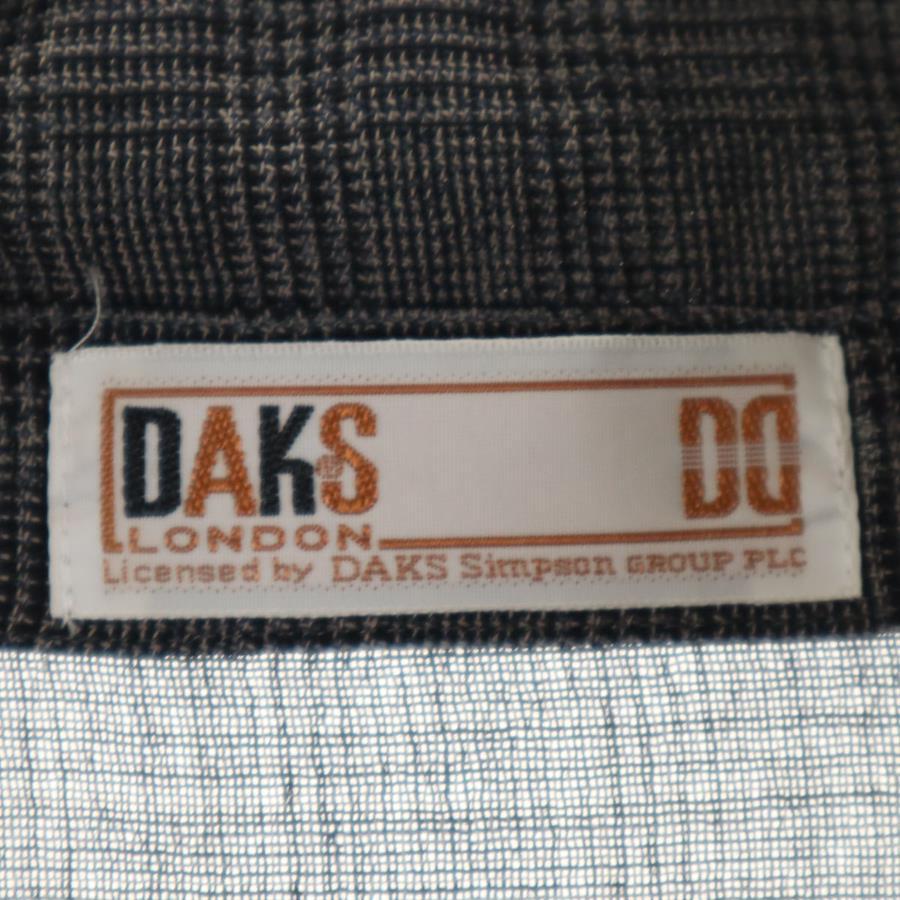 DAKS DD
LONDON
Licensed by DAKS Simpson GROUP PLC